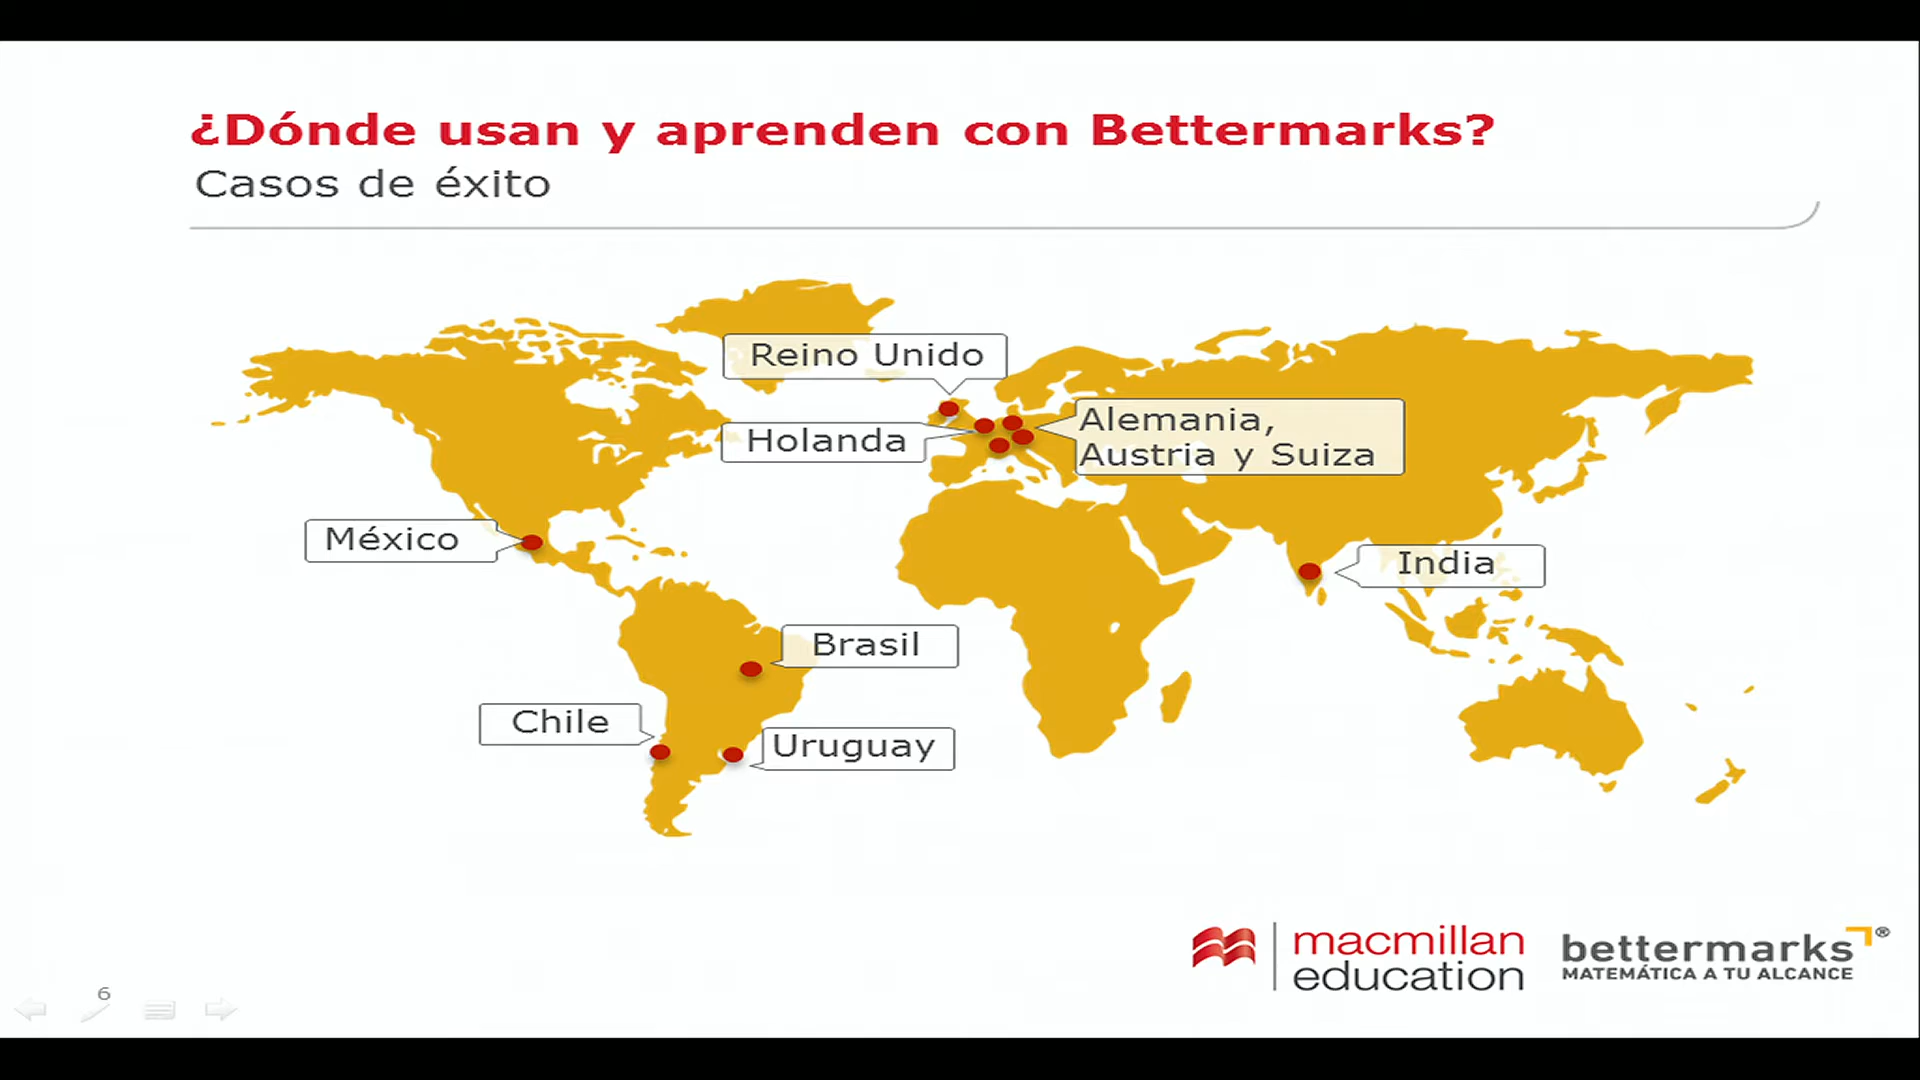 ¿Dónde usan y aprenden con Bettermarks?
Casos de éxito
Reino Unido
Holanda
Alemania,
Austria y Suiza
México
India
Brasil
Chile
Uruguay
macmillan
education
bettermarks®
MATEMÁTICA A TU ALCANCE
6